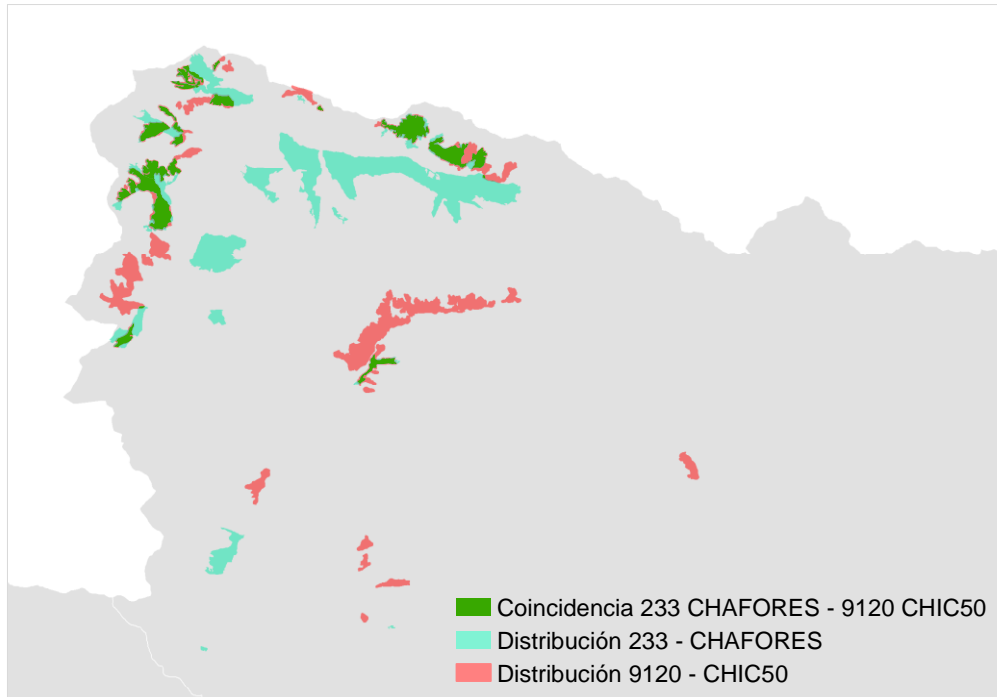 Coincidencia 233 CHAFORES - 9120 CHIC50
Distribución 233 - CHAFORES
Distribución 9120 - CHIC50